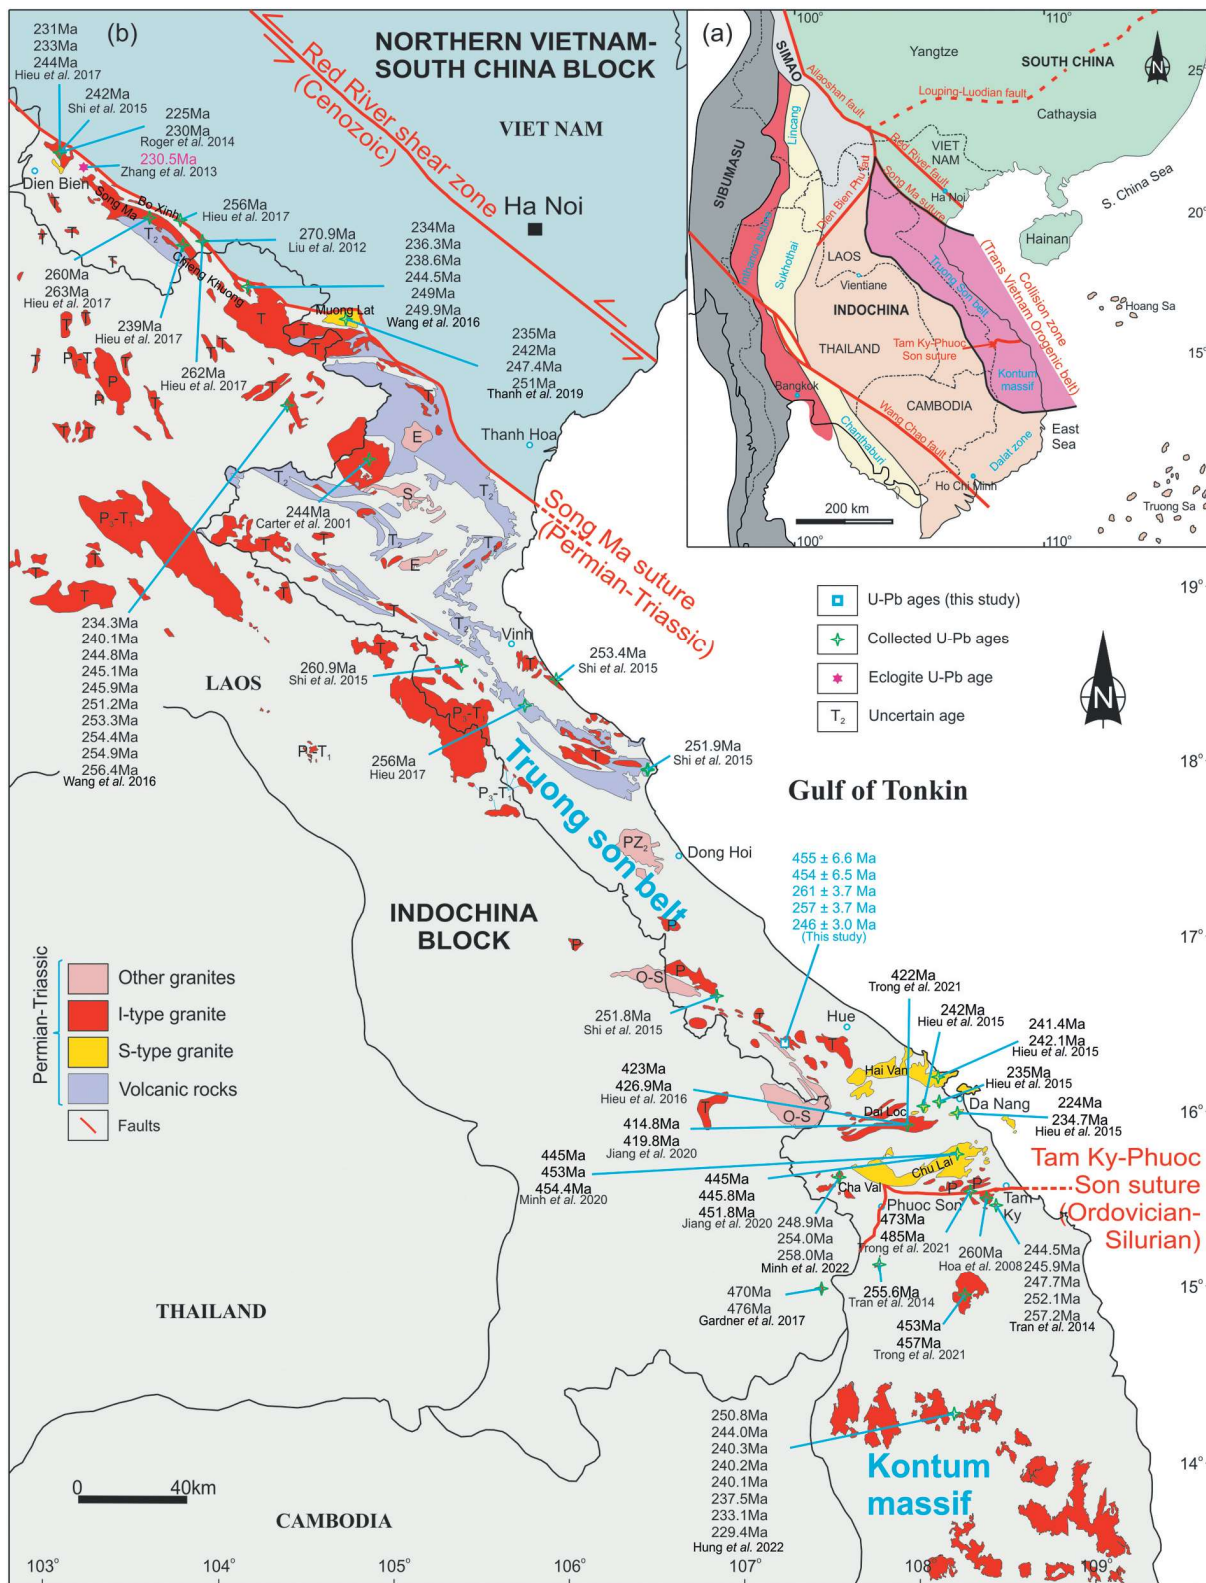 (b)
NORTHERN VIETNAM-
SOUTH CHINA BLOCK
Red River shear zone
(Cenozoic)
VIET NAM
Ha Noi
231Ma
233Ma
244Ma
Hieu et al. 2017
242Ma
Shi et al. 2015
225Ma
230Ma
Roger et al. 2014
230.5Ma
Zhang et al. 2013
Dien Bien
Song Ma
Bo Xinh
Chieng Khuong
T₂
T
256Ma
Hieu et al. 2017
270.9Ma
Liu et al. 2012
260Ma
263Ma
Hieu et al. 2017
239Ma
Hieu et al. 2017
262Ma
Hieu et al. 2017
234Ma
236.3Ma
238.6Ma
244.5Ma
249Ma
249.9Ma
Wang et al. 2016
Muong Lat
235Ma
242Ma
247.4Ma
251Ma
Thanh et al. 2019
Thanh Hoa
P-T
P
E
S
244Ma
Carter et al. 2001
P₃-T₁
Song Ma suture
(Permian-Triassic)
234.3Ma
240.1Ma
244.8Ma
245.1Ma
245.9Ma
251.2Ma
253.3Ma
254.4Ma
254.9Ma
256.4Ma
Wang et al. 2016
LAOS
Vinh
260.9Ma
Shi et al. 2015
253.4Ma
Shi et al. 2015
256Ma
Hieu 2017
251.9Ma
Shi et al. 2015
P₃-T₁
Truong son belt
Gulf of Tonkin
PZ₂
Dong Hoi
INDOCHINA
BLOCK
455 ± 6.6 Ma
454 ± 6.5 Ma
261 ± 3.7 Ma
257 ± 3.7 Ma
246 ± 3.0 Ma
(This study)
Permian-Triassic
Other granites
I-type granite
S-type granite
Volcanic rocks
Faults
O-S
P
251.8Ma
Shi et al. 2015
Hue
422Ma
Trong et al. 2021
242Ma
Hieu et al. 2015
241.4Ma
242.1Ma
Hieu et al. 2015
235Ma
Hieu et al. 2015
Hai Van
Da Nang
224Ma
234.7Ma
Hieu et al. 2015
423Ma
426.9Ma
Hieu et al. 2016
O-S
Dai Loc
414.8Ma
419.8Ma
Jiang et al. 2020
445Ma
453Ma
454.4Ma
Minh et al. 2020
445Ma
445.8Ma
451.8Ma
Jiang et al. 2020
Chu Lai
Cha Val
Phuoc Son
Tam
Ky
Tam Ky-Phuoc
Son suture
(Ordovician-
Silurian)
248.9Ma
254.0Ma
258.0Ma
Minh et al. 2022
473Ma
485Ma
Trong et al. 2021
260Ma
Hoa et al. 2008
244.5Ma
245.9Ma
247.7Ma
252.1Ma
257.2Ma
Tran et al. 2014
470Ma
476Ma
Gardner et al. 2017
255.6Ma
Tran et al. 2014
453Ma
457Ma
Trong et al. 2021
THAILAND
250.8Ma
244.0Ma
240.3Ma
240.2Ma
240.1Ma
237.5Ma
233.1Ma
229.4Ma
Hung et al. 2022
Kontum
massif
CAMBODIA
0 40km
103° 104° 105° 106° 107° 108° 109°
19°
18°
17°
16°
15°
14°
U-Pb ages (this study)
Collected U-Pb ages
Eclogite U-Pb age
T₂ Uncertain age
N
(a)
100° 110°
25°
20°
15°
SIMAO
Yangtze
SOUTH CHINA
Cathaysia
Ailaoshan fault
Louping-Luodian fault
Lincang
SIBUMASU
VIET
NAM
Red River fault
Ha Noi
Song Ma suture
Dien Bien Phu fault
S. China Sea
Hainan
Inthanon suture
Sukhothai
LAOS
Vientiane
INDOCHINA
Truong Son belt
Collision zone
(Trans Vietnam Orogenic belt)
Hoang Sa
THAILAND
Tam Ky-Phuoc
Son suture
Kontum
massif
Bangkok
CAMBODIA
Wang Chao fault
Chanthaburi
East
Sea
Dalat zone
Ho Chi Minh
Truong Sa
200 km
100° 110°
N